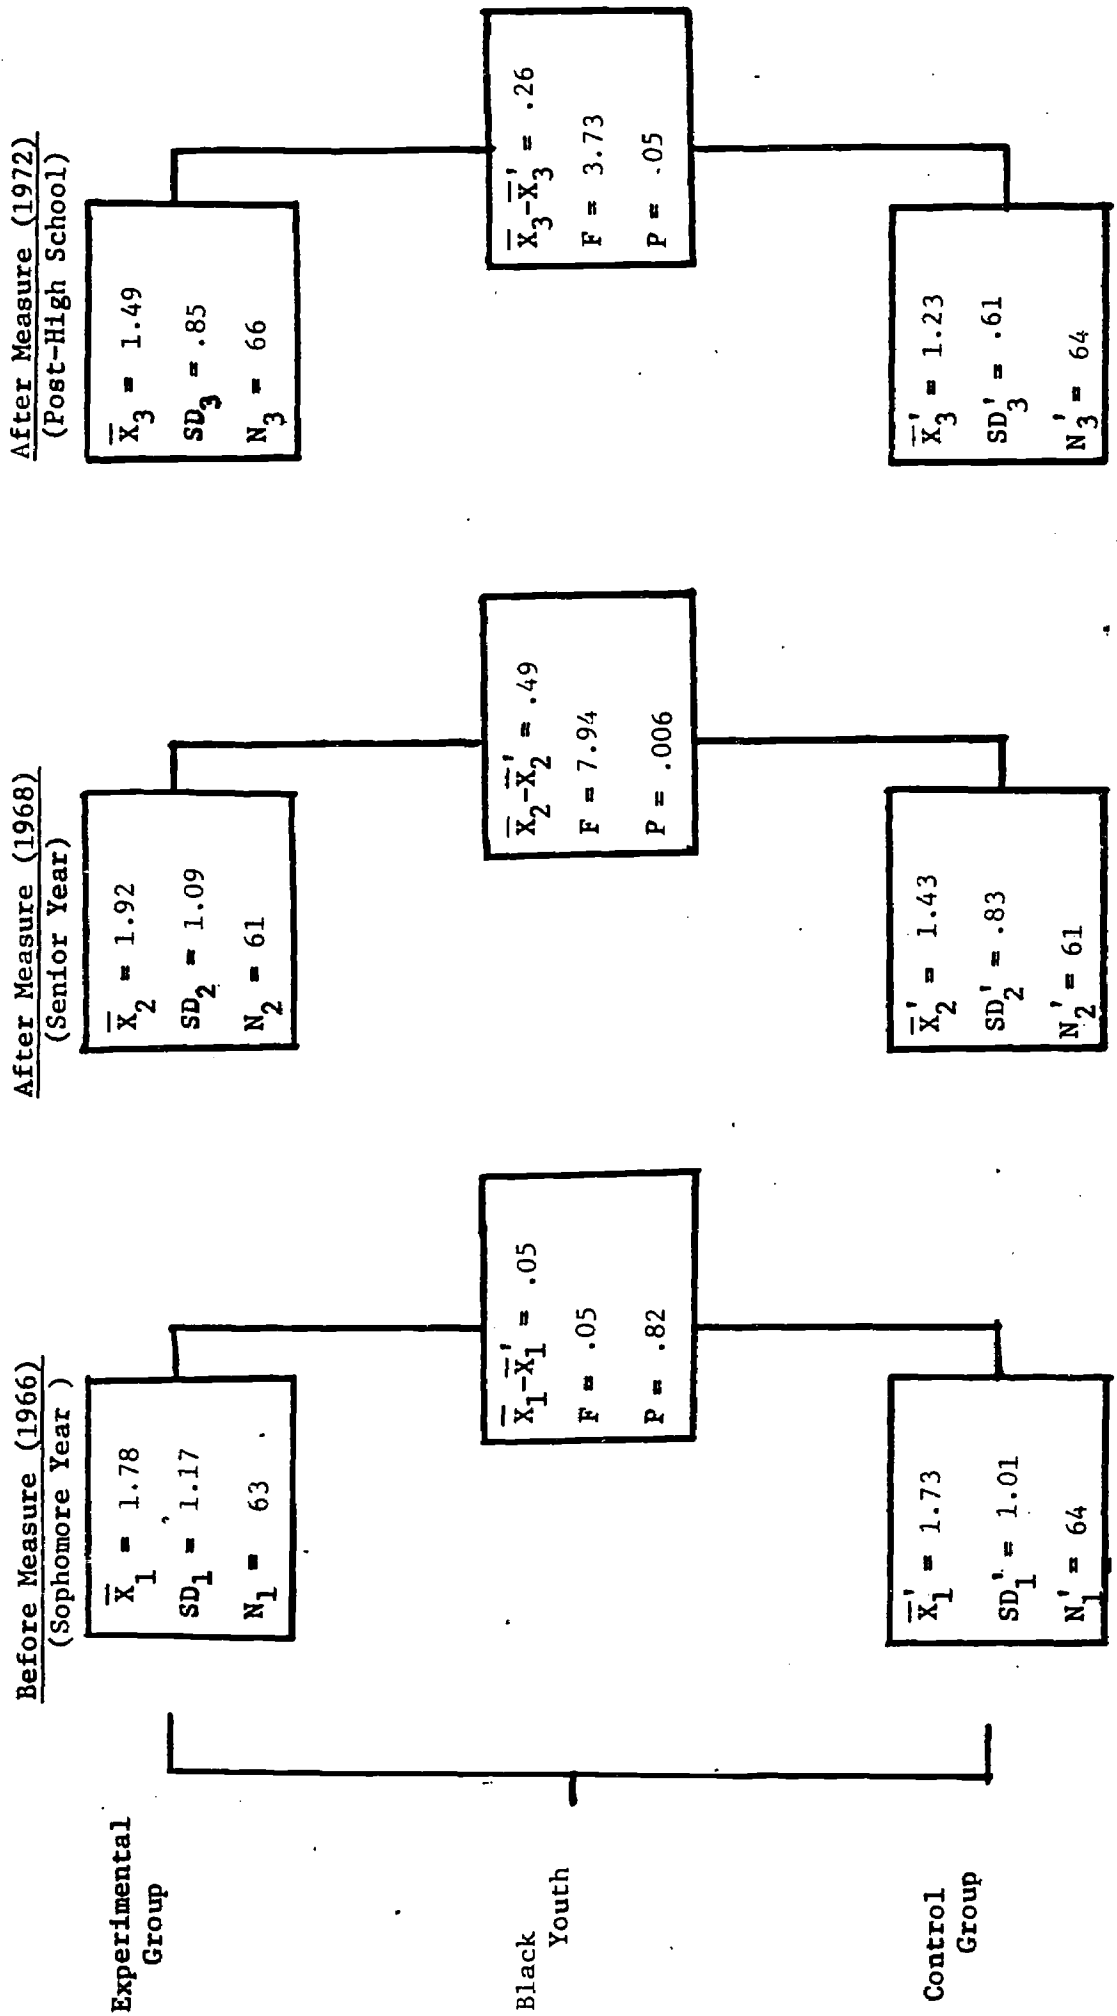 Before Measure (1966)
(Sophomore Year )
After Measure (1968)
(Senior Year)
After Measure (1972)
(Post-High School)
Experimental
Group
X̅₁ = 1.78
SD₁ = 1.17
N₁ = 63
X̅₂ = 1.92
SD₂ = 1.09
N₂ = 61
X̅₃ = 1.49
SD₃ = .85
N₃ = 66
Black
Youth
X̅₁-X̅₁' = .05
F = .05
P = .82
X̅₂-X̅₂' = .49
F = 7.94
P = .006
X̅₃-X̅₃' = .26
F = 3.73
P = .05
Control
Group
X̅₁' = 1.73
SD₁' = 1.01
N₁' = 64
X̅₂' = 1.43
SD₂' = .83
N₂' = 61
X̅₃' = 1.23
SD₃' = .61
N₃' = 64